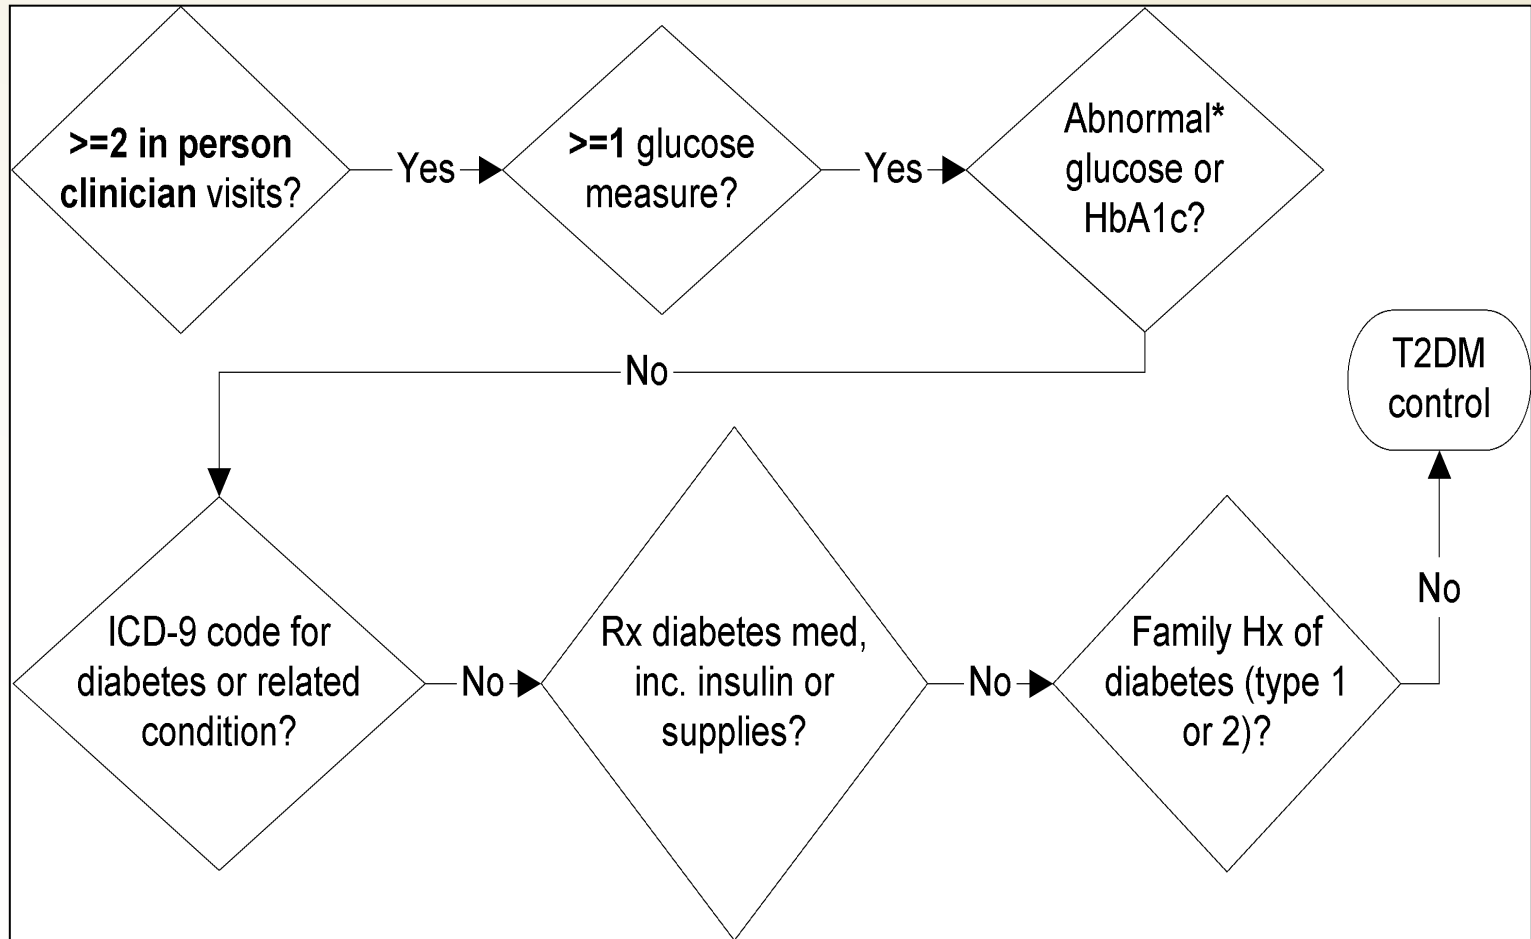 >=2 in person
clinician visits?
Yes
>=1 glucose
measure?
Yes
Abnormal*
glucose or
HbA1c?
No
T2DM
control
ICD-9 code for
diabetes or related
condition?
No
Rx diabetes med,
inc. insulin or
supplies?
No
Family Hx of
diabetes (type 1
or 2)?
No